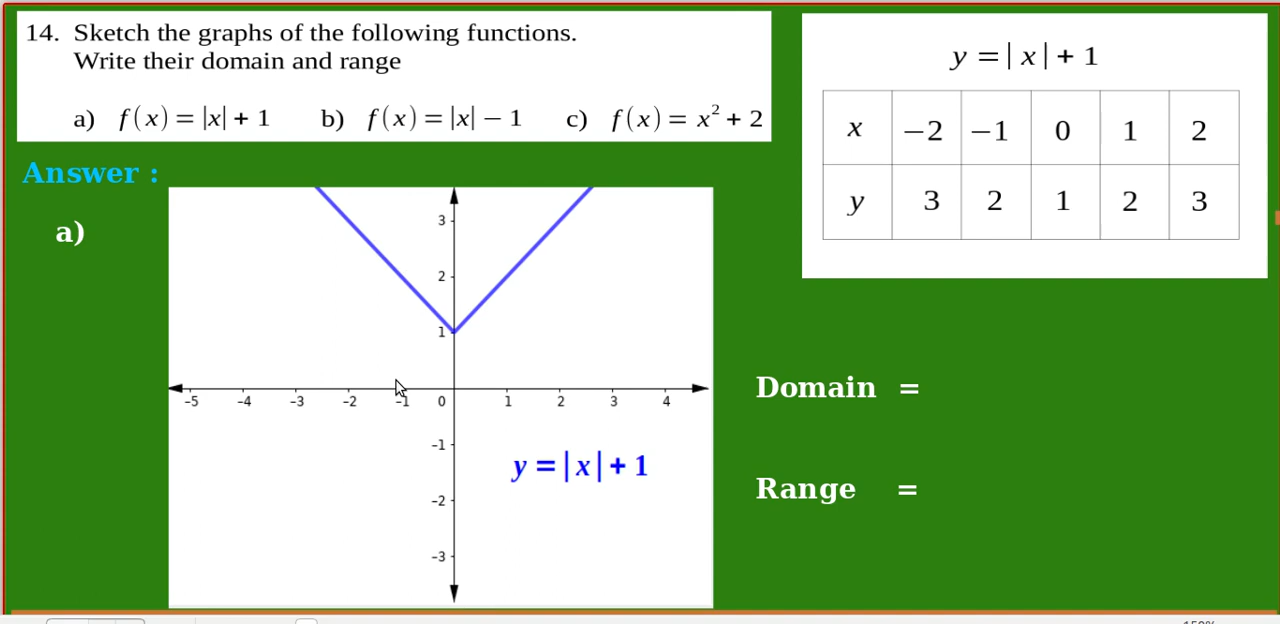 14. Sketch the graphs of the following functions.
Write their domain and range
a) f(x) = |x| + 1 b) f(x) = |x| − 1 c) f(x) = x² + 2
Answer :
a)
y = | x | + 1
x −2 −1 0 1 2
y 3 2 1 2 3
3
2
1
−5 −4 −3 −2 −1 0 1 2 3 4
−1
−2
−3
y = | x | + 1
Domain =
Range =